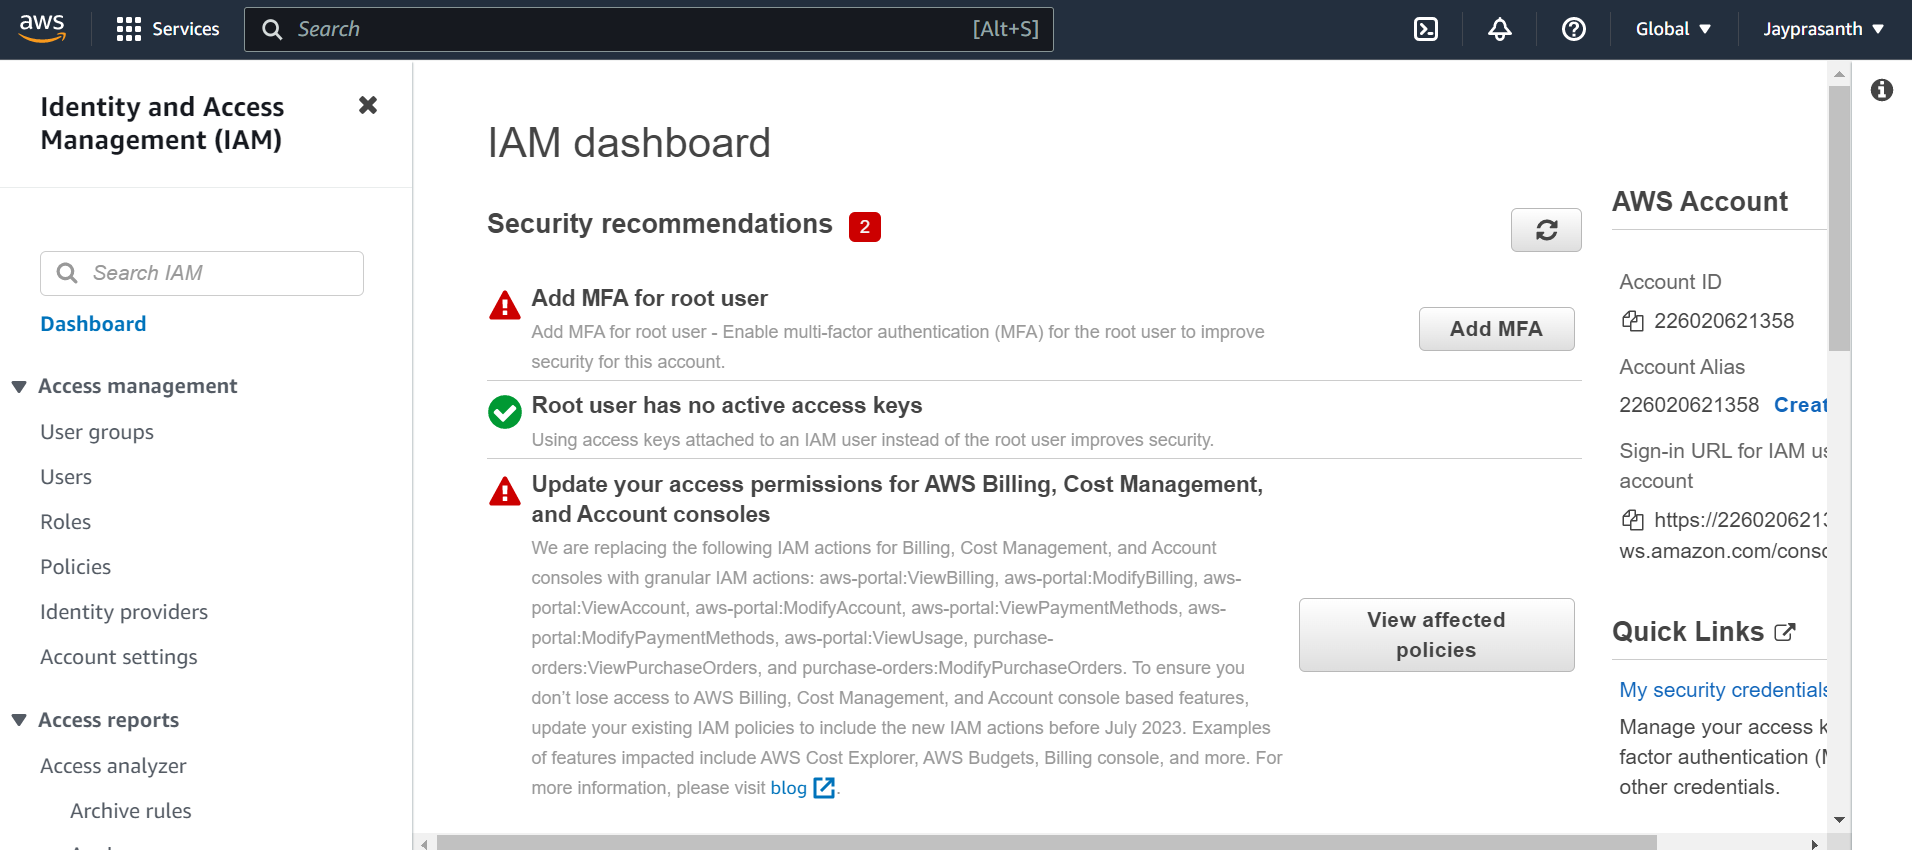 aws
Services
Search
[Alt+S]
Global
Jayprasanth
Identity and Access
Management (IAM)
Search IAM
Dashboard
Access management
User groups
Users
Roles
Policies
Identity providers
Account settings
Access reports
Access analyzer
Archive rules
IAM dashboard
Security recommendations 2
Add MFA for root user
Add MFA for root user - Enable multi-factor authentication (MFA) for the root user to improve
security for this account.
Add MFA
Root user has no active access keys
Using access keys attached to an IAM user instead of the root user improves security.
Update your access permissions for AWS Billing, Cost Management,
and Account consoles
We are replacing the following IAM actions for Billing, Cost Management, and Account
consoles with granular IAM actions: aws-portal:ViewBilling, aws-portal:ModifyBilling, aws-
portal:ViewAccount, aws-portal:ModifyAccount, aws-portal:ViewPaymentMethods, aws-
portal:ModifyPaymentMethods, aws-portal:ViewUsage, purchase-
orders:ViewPurchaseOrders, and purchase-orders:ModifyPurchaseOrders. To ensure you
don’t lose access to AWS Billing, Cost Management, and Account console based features,
update your existing IAM policies to include the new IAM actions before July 2023. Examples
of features impacted include AWS Cost Explorer, AWS Budgets, Billing console, and more. For
more information, please visit blog .
View affected
policies
AWS Account
Account ID
226020621358
Account Alias
226020621358 Creat
Sign-in URL for IAM us
account
https://2260206213
ws.amazon.com/conso
Quick Links
My security credentials
Manage your access k
factor authentication (M
other credentials.